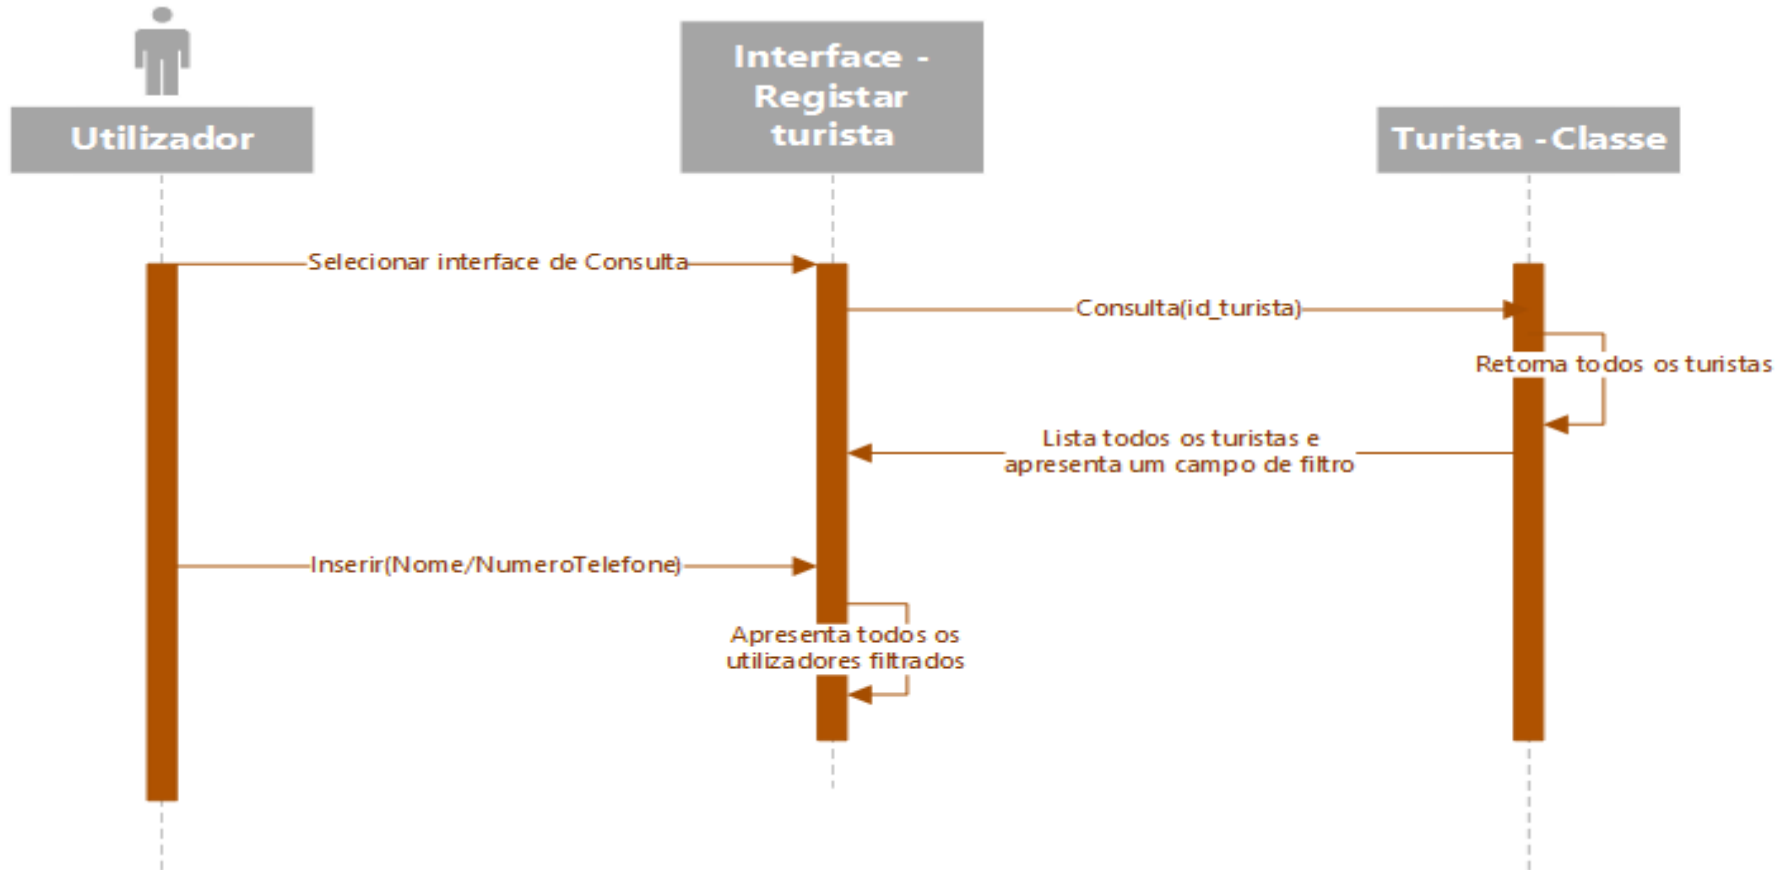 Utilizador
Interface -
Registar
turista
Turista -Classe
Selecionar interface de Consulta
Consulta(id_turista)
Retorna todos os turistas
Lista todos os turistas e
apresenta um campo de filtro
Inserir(Nome/NumeroTelefone)
Apresenta todos os
utilizadores filtrados